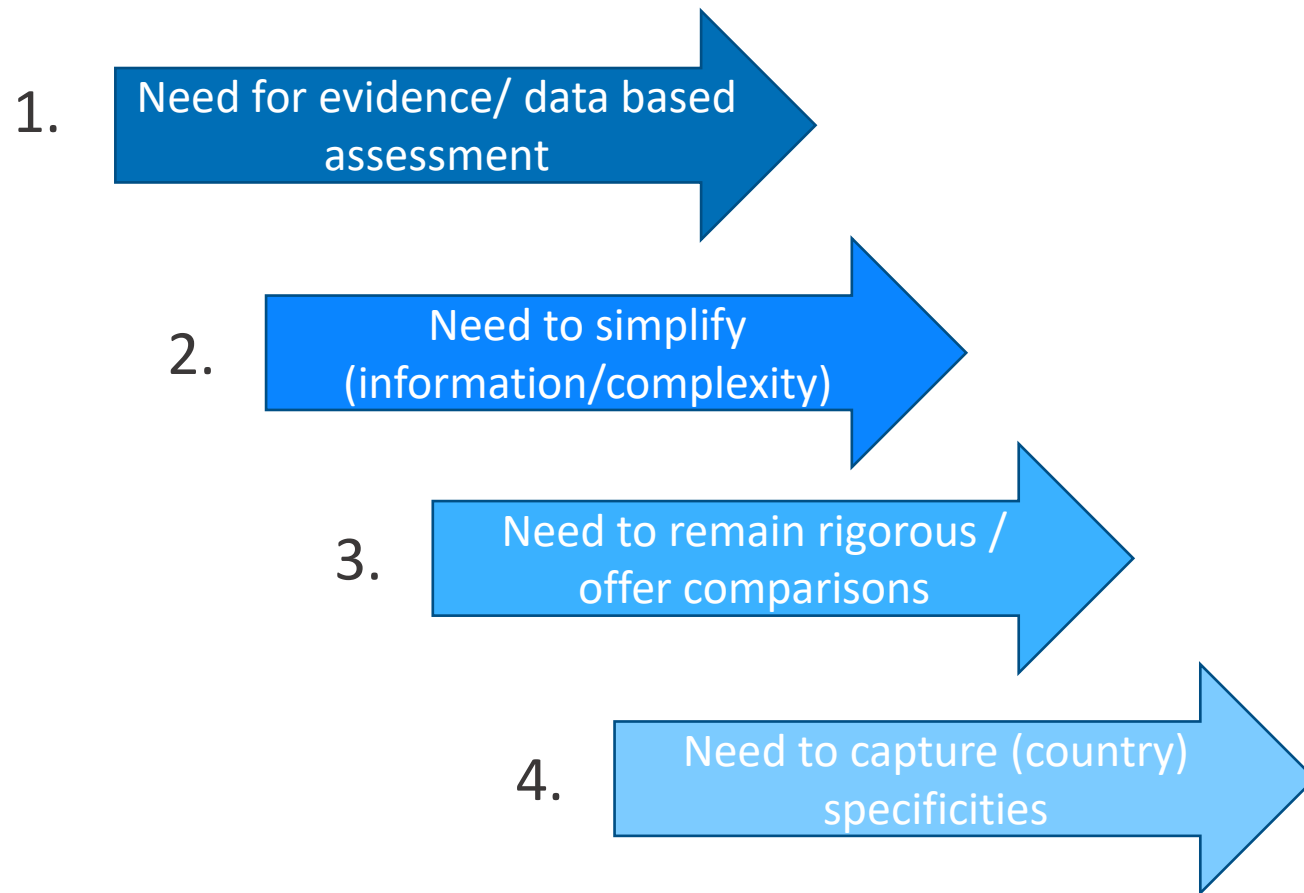 1.
Need for evidence/ data based
assessment
2.
Need to simplify
(information/complexity)
3.
Need to remain rigorous /
offer comparisons
4.
Need to capture (country)
specificities